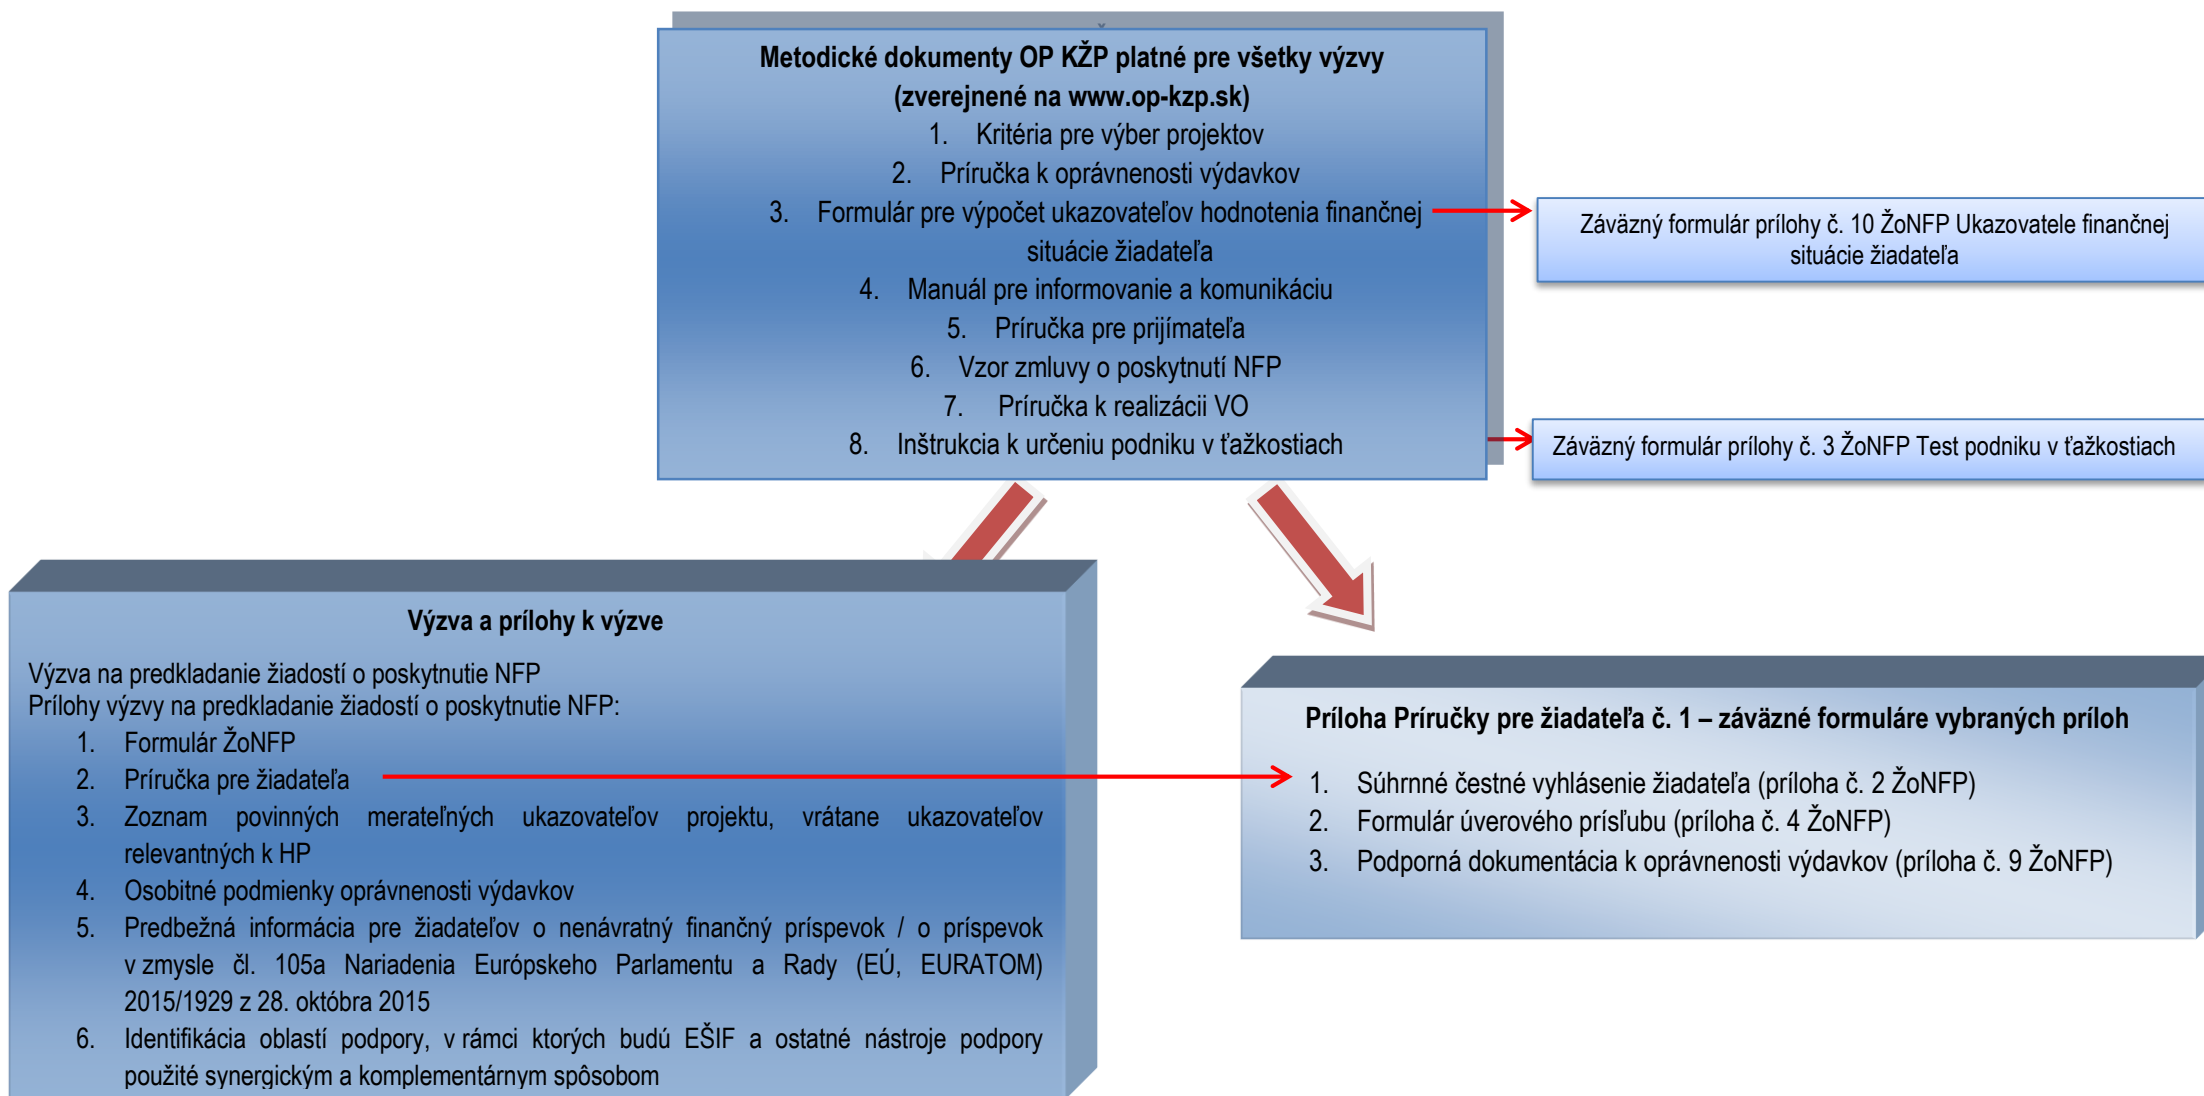 Metodické dokumenty OP KŽP platné pre všetky výzvy
(zverejnené na www.op-kzp.sk)
1. Kritéria pre výber projektov
2. Príručka k oprávnenosti výdavkov
3. Formulár pre výpočet ukazovateľov hodnotenia finančnej
situácie žiadateľa
4. Manuál pre informovanie a komunikáciu
5. Príručka pre prijímateľa
6. Vzor zmluvy o poskytnutí NFP
7. Príručka k realizácii VO
8. Inštrukcia k určeniu podniku v ťažkostiach
Záväzný formulár prílohy č. 10 ŽoNFP Ukazovatele finančnej
situácie žiadateľa
Záväzný formulár prílohy č. 3 ŽoNFP Test podniku v ťažkostiach
Výzva a prílohy k výzve
Výzva na predkladanie žiadostí o poskytnutie NFP
Prílohy výzvy na predkladanie žiadostí o poskytnutie NFP:
1. Formulár ŽoNFP
2. Príručka pre žiadateľa
3. Zoznam povinných merateľných ukazovateľov projektu, vrátane ukazovateľov
relevantných k HP
4. Osobitné podmienky oprávnenosti výdavkov
5. Predbežná informácia pre žiadateľov o nenávratný finančný príspevok / o príspevok
v zmysle čl. 105a Nariadenia Európskeho Parlamentu a Rady (EÚ, EURATOM)
2015/1929 z 28. októbra 2015
6. Identifikácia oblastí podpory, v rámci ktorých budú EŠIF a ostatné nástroje podpory
použité synergickým a komplementárnym spôsobom
Príloha Príručky pre žiadateľa č. 1 – záväzné formuláre vybraných príloh
1. Súhrnné čestné vyhlásenie žiadateľa (príloha č. 2 ŽoNFP)
2. Formulár úverového prísľubu (príloha č. 4 ŽoNFP)
3. Podporná dokumentácia k oprávnenosti výdavkov (príloha č. 9 ŽoNFP)